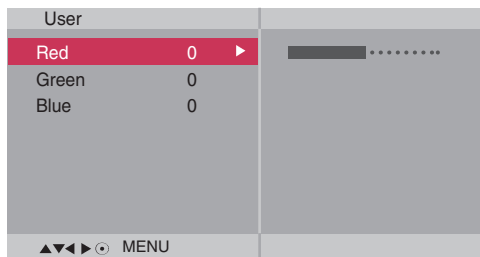 User
Red 0 ▶
Green 0
Blue 0
▲▼◀ ▶ ⊙ MENU